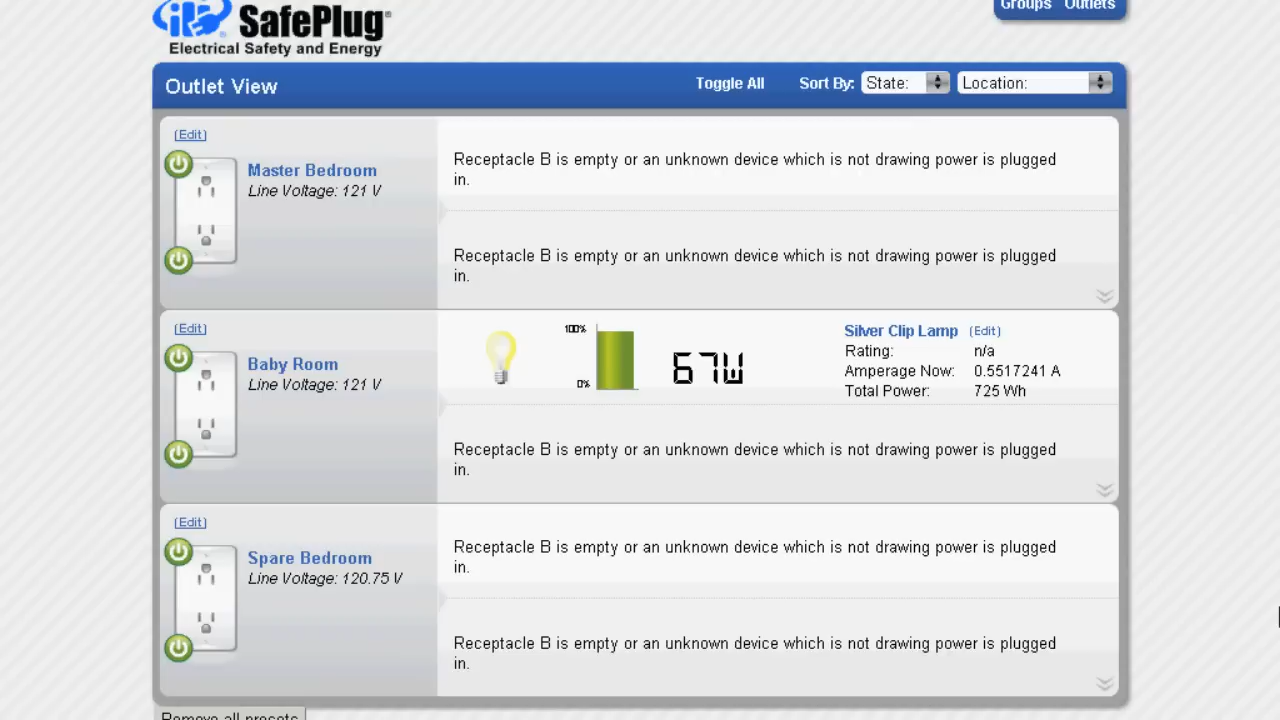 Groups Outlets
SafePlug®
Electrical Safety and Energy
Outlet View
Toggle All
Sort By:
State:
Location:
(Edit)
Master Bedroom
Line Voltage: 121 V
Receptacle B is empty or an unknown device which is not drawing power is plugged
in.
Receptacle B is empty or an unknown device which is not drawing power is plugged
in.
(Edit)
Baby Room
Line Voltage: 121 V
100%
0%
67W
Silver Clip Lamp (Edit)
Rating: n/a
Amperage Now: 0.5517241 A
Total Power: 725 Wh
Receptacle B is empty or an unknown device which is not drawing power is plugged
in.
(Edit)
Spare Bedroom
Line Voltage: 120.75 V
Receptacle B is empty or an unknown device which is not drawing power is plugged
in.
Receptacle B is empty or an unknown device which is not drawing power is plugged
in.
Remove all presets